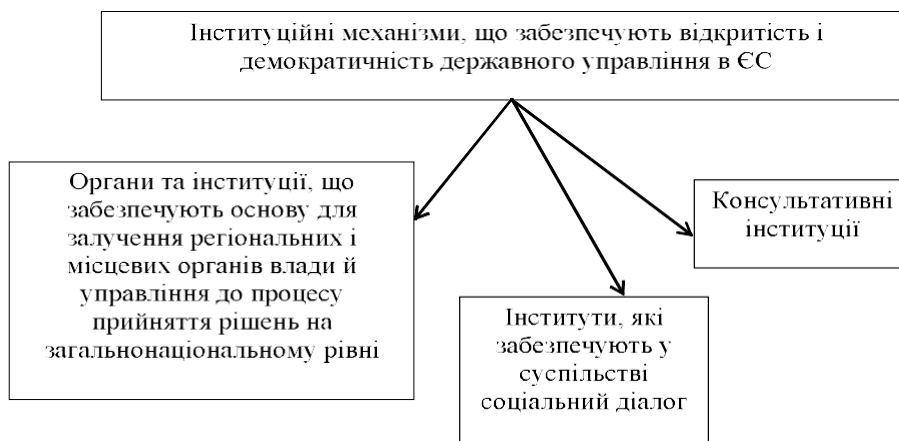 Інституційні механізми, що забезпечують відкритість і
демократичність державного управління в ЄС
Органи та інституції, що
забезпечують основу для
залучення регіональних і
місцевих органів влади й
управління до процесу
прийняття рішень на
загальнонаціональному рівні
Інститути, які
забезпечують у
суспільстві
соціальний діалог
Консультативні
інституції